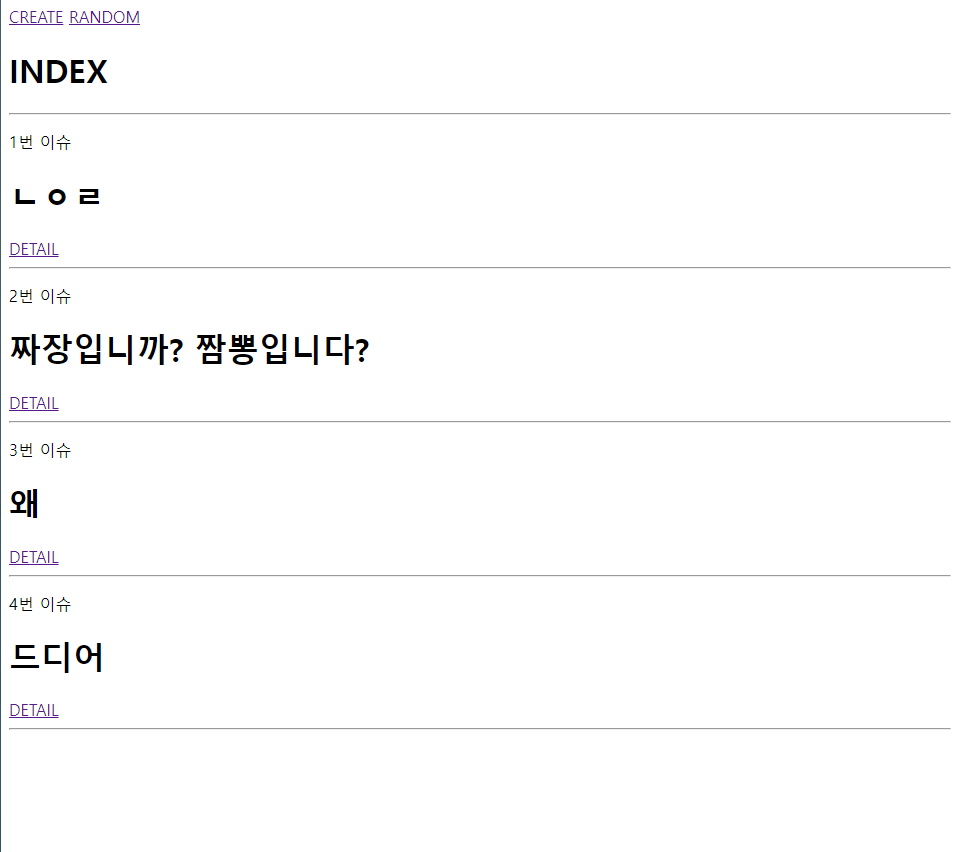 CREATE RANDOM
INDEX
1번 이슈
ㄴㅇㄹ
DETAIL
2번 이슈
짜장입니까? 짬뽕입니다?
DETAIL
3번 이슈
왜
DETAIL
4번 이슈
드디어
DETAIL